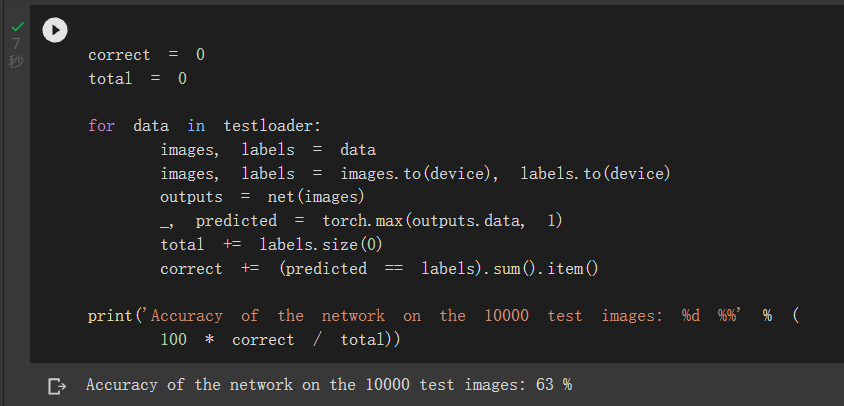 7
秒
correct = 0
total = 0
for data in testloader:
images, labels = data
images, labels = images.to(device), labels.to(device)
outputs = net(images)
_, predicted = torch.max(outputs.data, 1)
total += labels.size(0)
correct += (predicted == labels).sum().item()
print('Accuracy of the network on the 10000 test images: %d %%' % (
100 * correct / total))
Accuracy of the network on the 10000 test images: 63 %